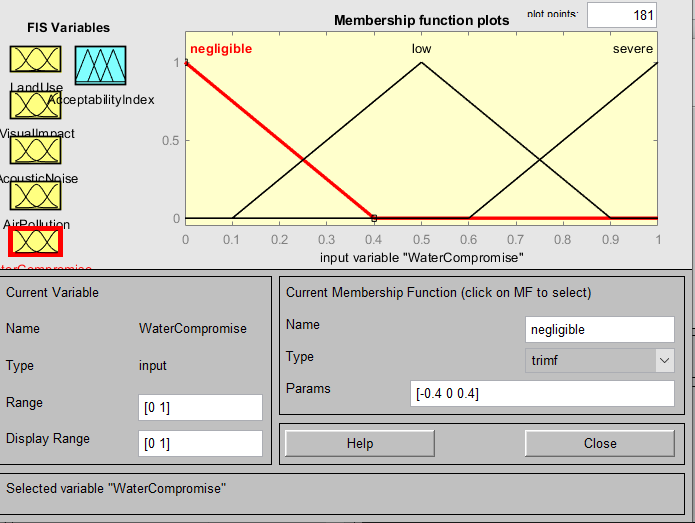 plot points: 181
FIS Variables
Membership function plots
LandUse
AcceptabilityIndex
VisualImpact
AcousticNoise
AirPollution
negligible low severe
1
0.5
0
0 0.1 0.2 0.3 0.4 0.5 0.6 0.7 0.8 0.9 1
input variable "WaterCompromise"
Current Variable
Name WaterCompromise
Type input
Range [0 1]
Display Range [0 1]
Current Membership Function (click on MF to select)
Name negligible
Type trimf
Params [-0.4 0 0.4]
Help Close
Selected variable "WaterCompromise"